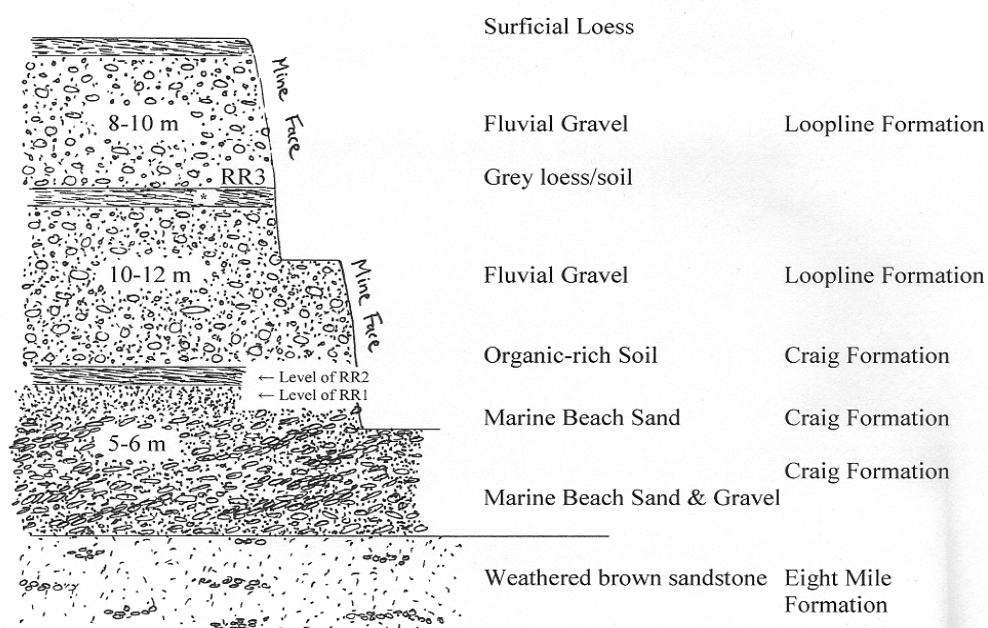 Surficial Loess
Mine Face
8-10 m
Fluvial Gravel
Loopline Formation
RR3
Grey loess/soil
*
Mine Face
10-12 m
Fluvial Gravel
Loopline Formation
Organic-rich Soil
Craig Formation
← Level of RR2
← Level of RR1
Marine Beach Sand
Craig Formation
5-6 m
Craig Formation
Marine Beach Sand & Gravel
Weathered brown sandstone
Eight Mile
Formation